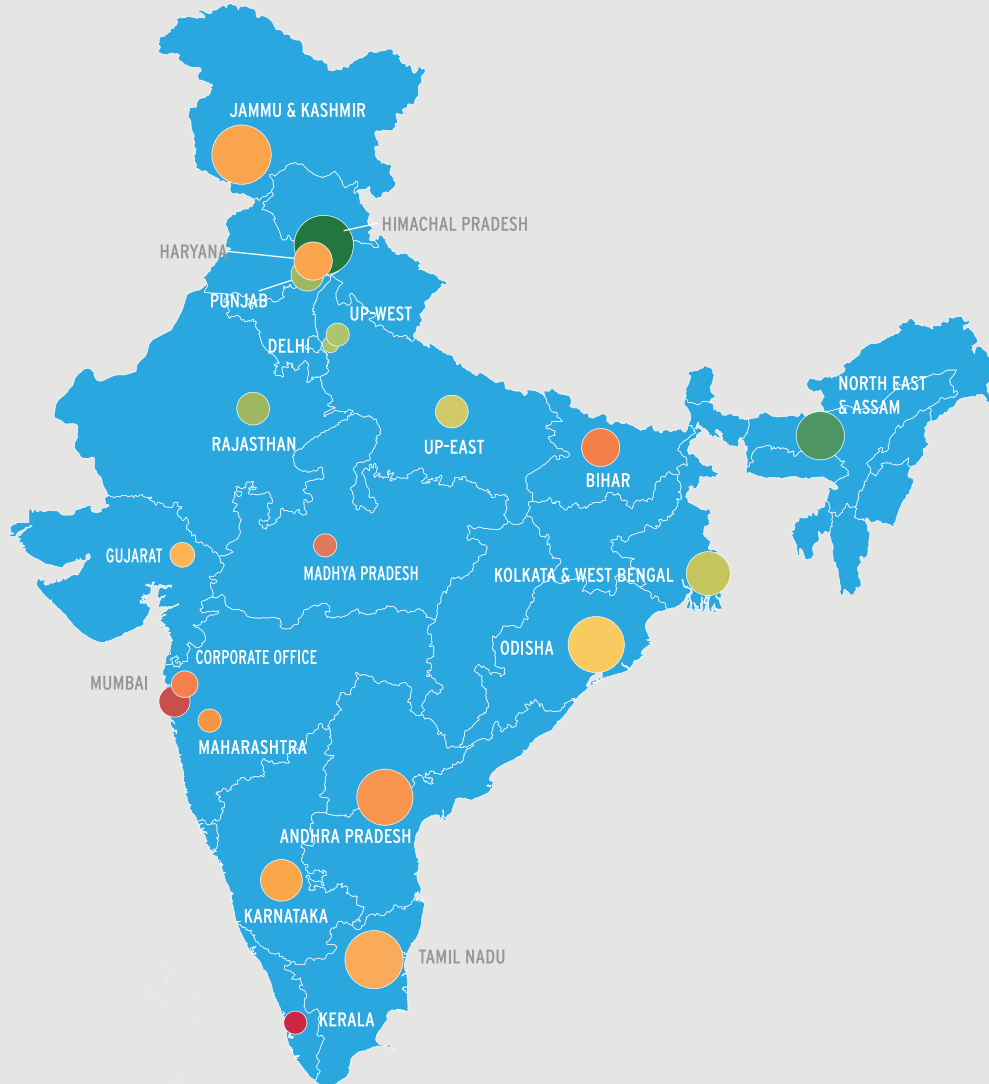 JAMMU & KASHMIR
HIMACHAL PRADESH
HARYANA
PUNJAB
UP-WEST
DELHI
NORTH EAST
& ASSAM
RAJASTHAN
UP-EAST
BIHAR
GUJARAT
MADHYA PRADESH
KOLKATA & WEST BENGAL
ODISHA
CORPORATE OFFICE
MUMBAI
MAHARASHTRA
ANDHRA PRADESH
KARNATAKA
TAMIL NADU
KERALA